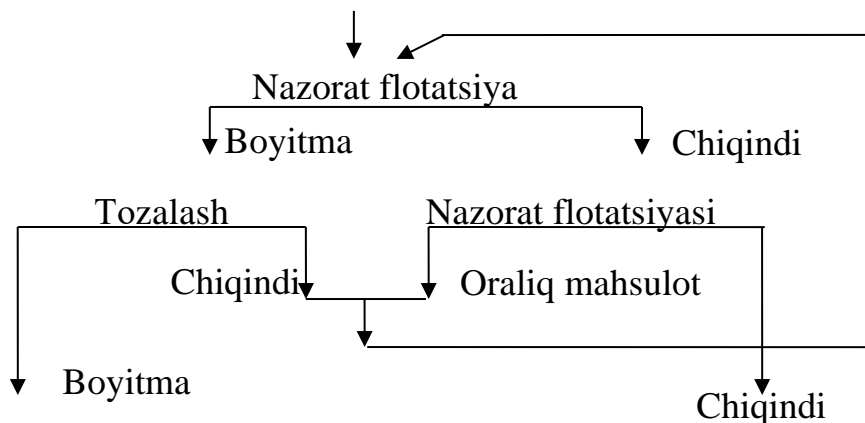 Nazorat flotatsiya
Boyitma
Chiqindi
Tozalash
Nazorat flotatsiyasi
Chiqindi
Oraliq mahsulot
Boyitma
Chiqindi